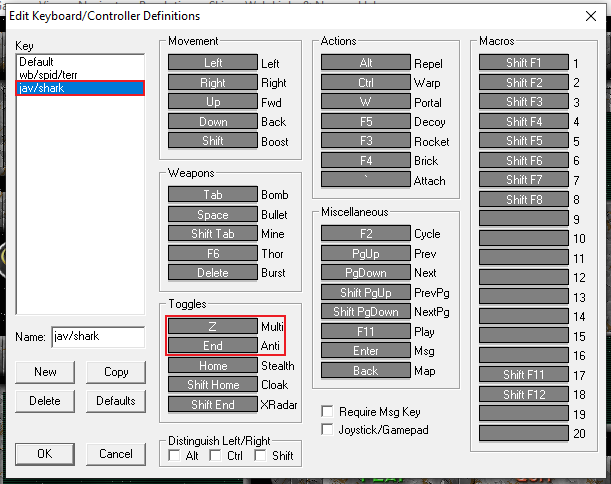 Edit Keyboard/Controller Definitions
Key
Default
wb/spid/terr
jav/shark
Name: jav/shark
New Copy
Delete Defaults
OK Cancel
Movement
Left Left
Right Right
Up Fwd
Down Back
Shift Boost
Weapons
Tab Bomb
Space Bullet
Shift Tab Mine
F6 Thor
Delete Burst
Toggles
Z Multi
End Anti
Home Stealth
Shift Home Cloak
Shift End XRadar
Distinguish Left/Right
Alt Ctrl Shift
Actions
Alt Repel
Ctrl Warp
W Portal
F5 Decoy
F3 Rocket
F4 Brick
` Attach
Miscellaneous
F2 Cycle
PgUp Prev
PgDown Next
Shift PgUp PrevPg
Shift PgDown NextPg
F11 Play
Enter Msg
Back Map
Require Msg Key
Joystick/Gamepad
Macros
Shift F1 1
Shift F2 2
Shift F3 3
Shift F4 4
Shift F5 5
Shift F6 6
Shift F7 7
Shift F8 8
9
10
11
12
13
14
15
16
Shift F11 17
Shift F12 18
19
20